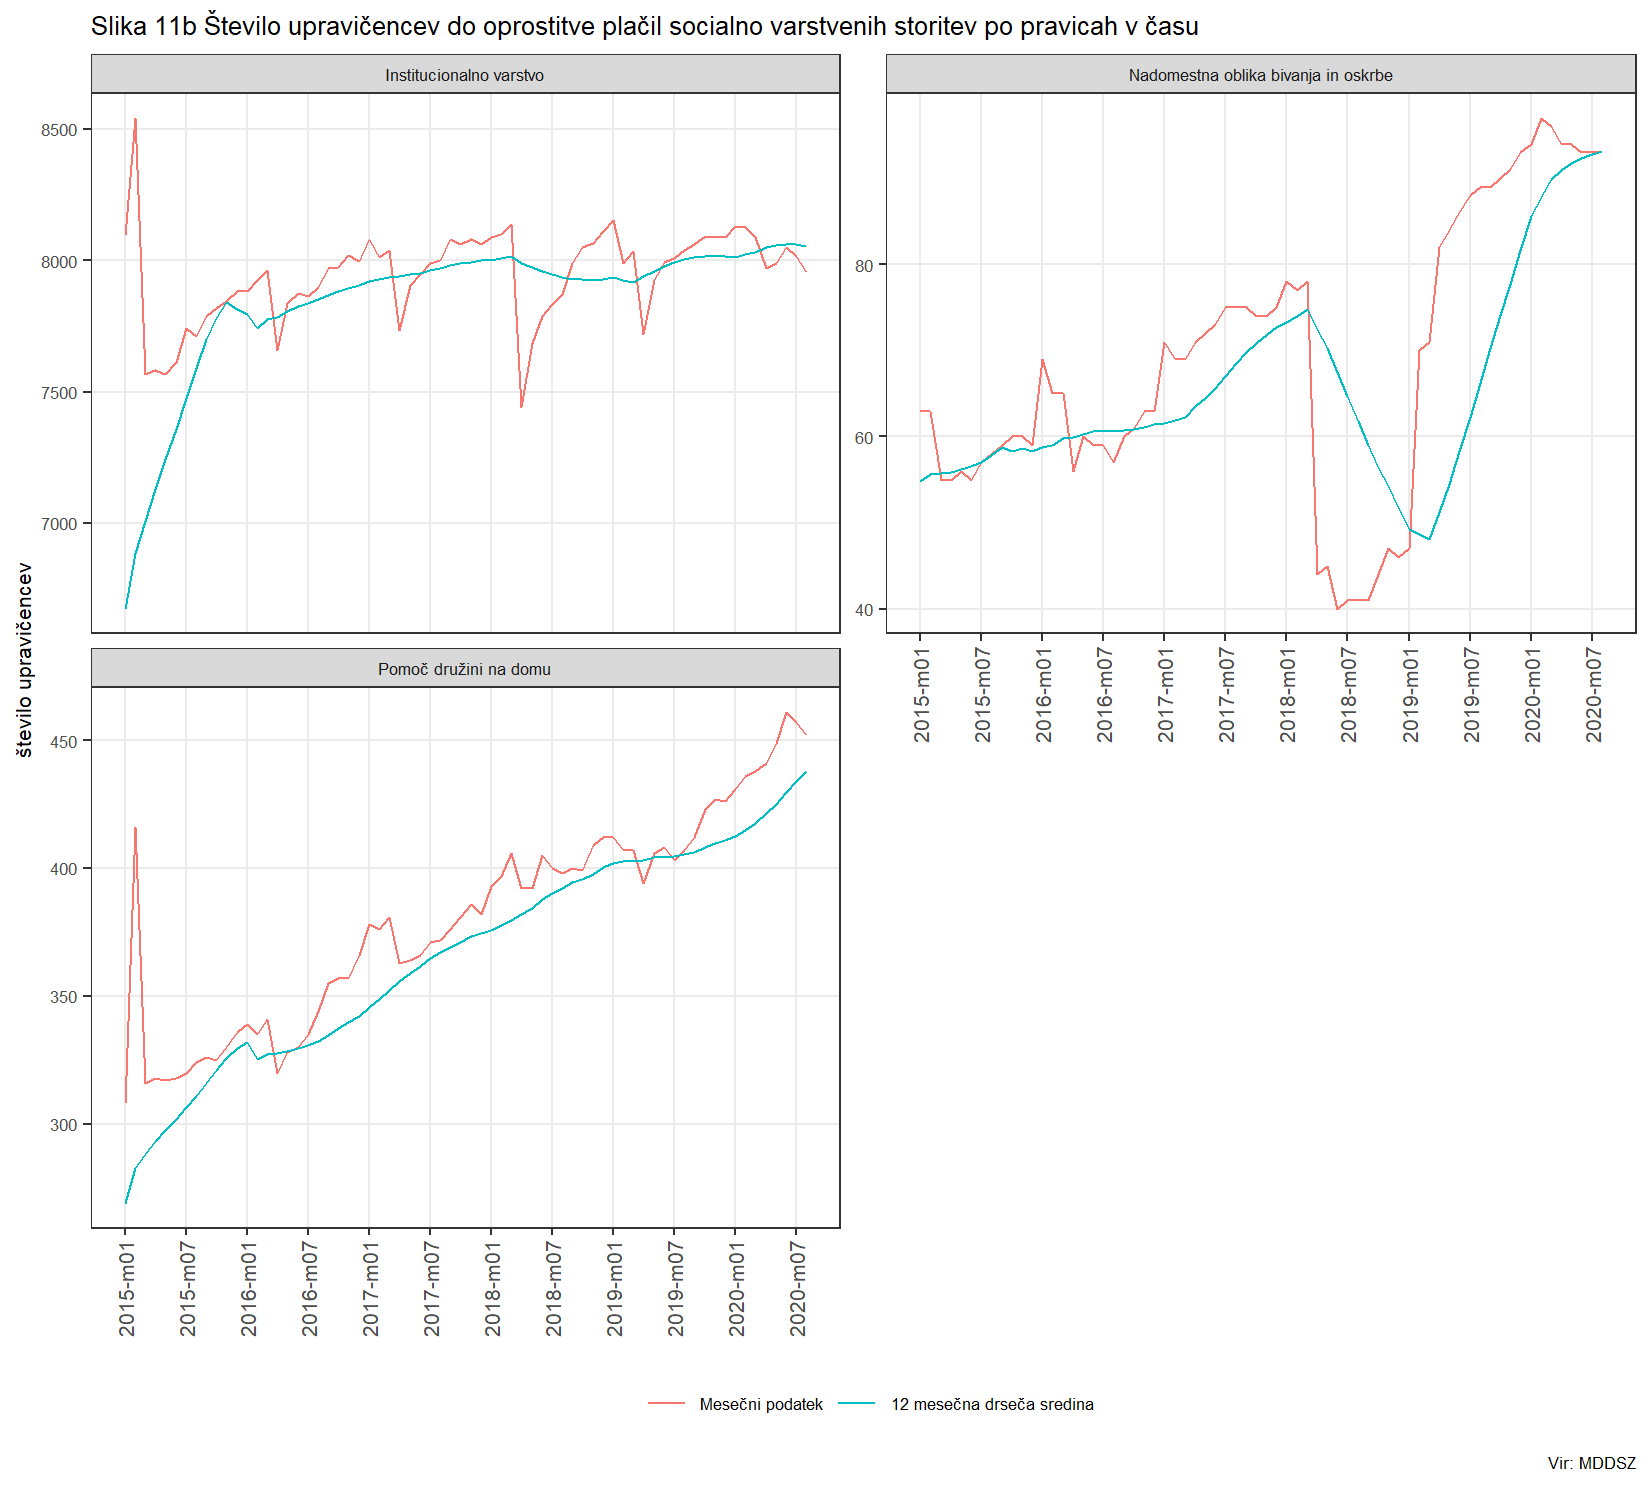 Slika 11b Število upravičencev do oprostitve plačil socialno varstvenih storitev po pravicah v času
število upravičencev
Institucionalno varstvo
8500
8000
7500
7000
Nadomestna oblika bivanja in oskrbe
80
60
40
2015-m01
2015-m07
2016-m01
2016-m07
2017-m01
2017-m07
2018-m01
2018-m07
2019-m01
2019-m07
2020-m01
2020-m07
Pomoč družini na domu
450
400
350
300
2015-m01
2015-m07
2016-m01
2016-m07
2017-m01
2017-m07
2018-m01
2018-m07
2019-m01
2019-m07
2020-m01
2020-m07
Mesečni podatek
12 mesečna drseča sredina
Vir: MDDSZ